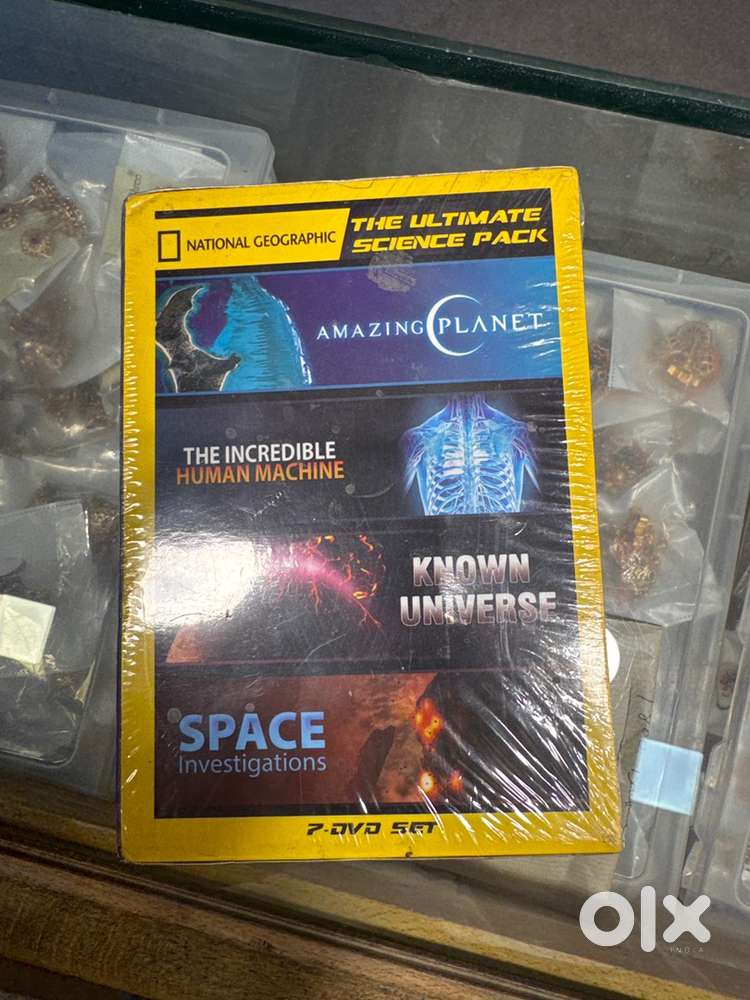 NATIONAL GEOGRAPHIC
THE ULTIMATE
SCIENCE PACK
AMAZING PLANET
THE INCREDIBLE
HUMAN MACHINE
KNOWN
UNIVERSE
SPACE
Investigations
7-DVD SET
olx
INDIA